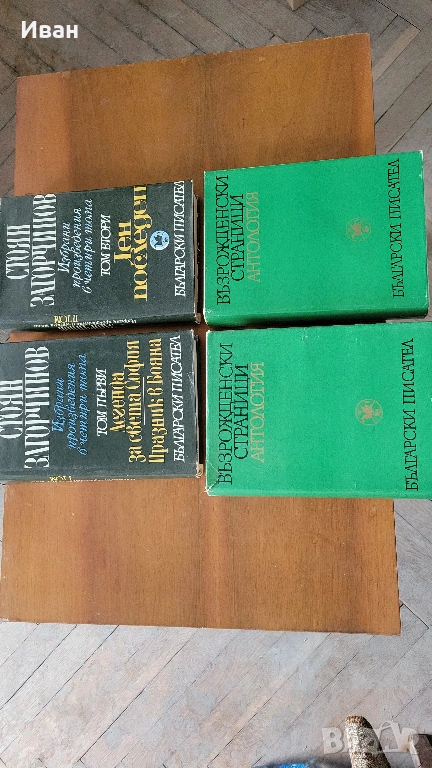 Иван
СТОЯН
ЗАГОРЧИНОВ
Избрани
произведения
в четири тома
ТОМ ВТОРИ
Ден
последен
БЪЛГАРСКИ ПИСАТЕЛ
ВЪЗРОЖДЕНСКИ
СТРАНИЦИ
АНТОЛОГИЯ
БЪЛГАРСКИ ПИСАТЕЛ
СТОЯН
ЗАГОРЧИНОВ
Избрани
произведения
в четири тома
ТОМ ПЪРВИ
Легенда
за света София
Празник в Бояна
БЪЛГАРСКИ ПИСАТЕЛ
ВЪЗРОЖДЕНСКИ
СТРАНИЦИ
АНТОЛОГИЯ
БЪЛГАРСКИ ПИСАТЕЛ